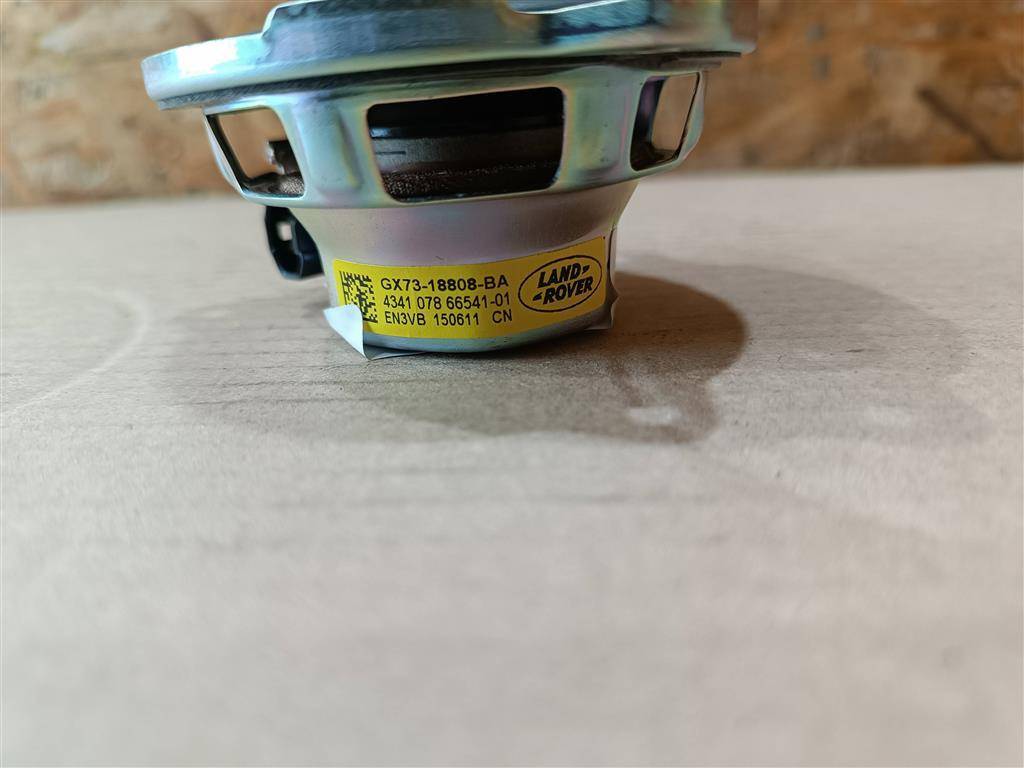 GX73-18808-BA
4341 078 66541-01
EN3VB 150611 CN
LAND-
-ROVER